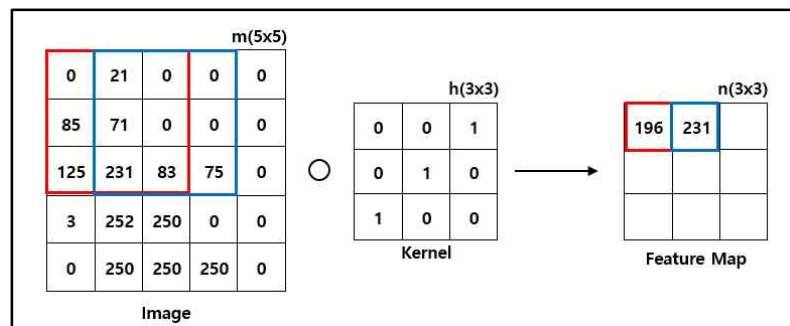 m(5x5)
0 21 0 0 0
85 71 0 0 0
125 231 83 75 0
3 252 250 0 0
0 250 250 250 0
Image
h(3x3)
0 0 1
0 1 0
1 0 0
Kernel
n(3x3)
196 231
Feature Map